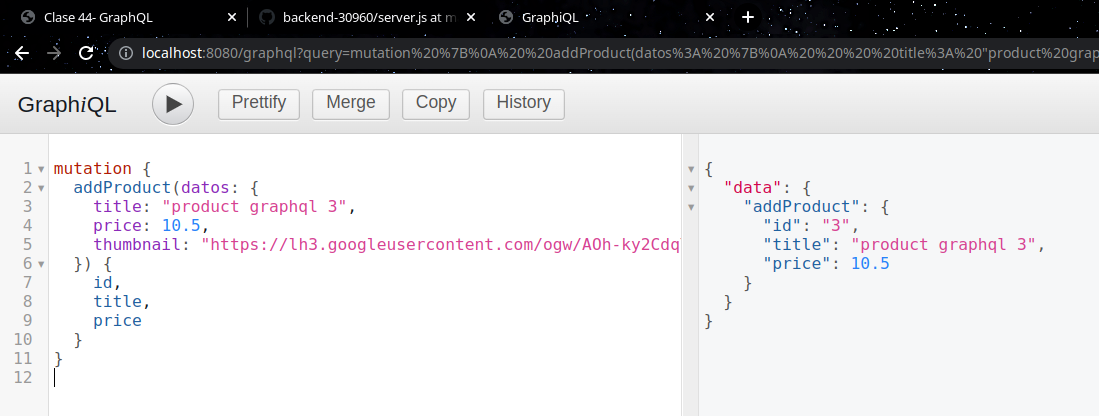 Clase 44- GraphQL
backend-30960/server.js at m
GraphiQL
localhost:8080/graphql?query=mutation%20%7B%0A%20%20addProduct(datos%3A%20%7B%0A%20%20%20%20title%3A%20"product%20grap
GraphiQL
Prettify
Merge
Copy
History
1 mutation {
2 addProduct(datos: {
3 title: "product graphql 3",
4 price: 10.5,
5 thumbnail: "https://lh3.googleusercontent.com/ogw/AOh-ky2Cdq
6 }) {
7 id,
8 title,
9 price
10 }
11 }
12
{
"data": {
"addProduct": {
"id": "3",
"title": "product graphql 3",
"price": 10.5
}
}
}